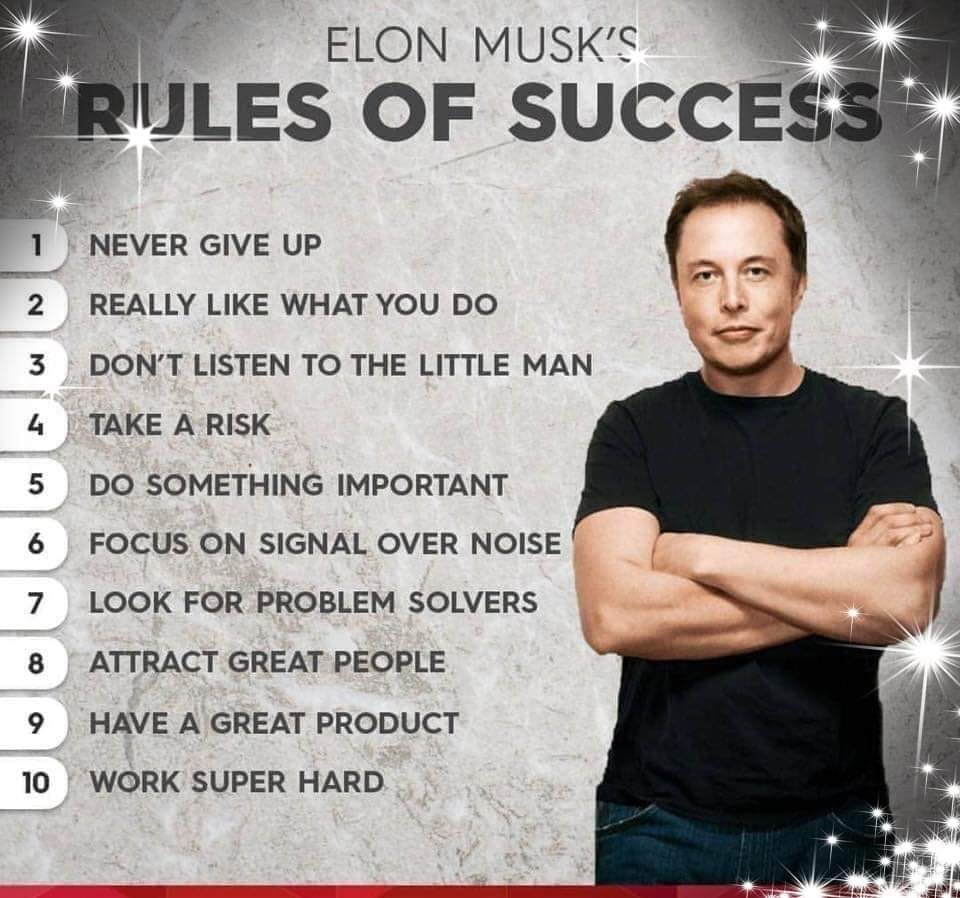 ELON MUSK'S
RULES OF SUCCESS
1 NEVER GIVE UP
2 REALLY LIKE WHAT YOU DO
3 DON'T LISTEN TO THE LITTLE MAN
4 TAKE A RISK
5 DO SOMETHING IMPORTANT
6 FOCUS ON SIGNAL OVER NOISE
7 LOOK FOR PROBLEM SOLVERS
8 ATTRACT GREAT PEOPLE
9 HAVE A GREAT PRODUCT
10 WORK SUPER HARD